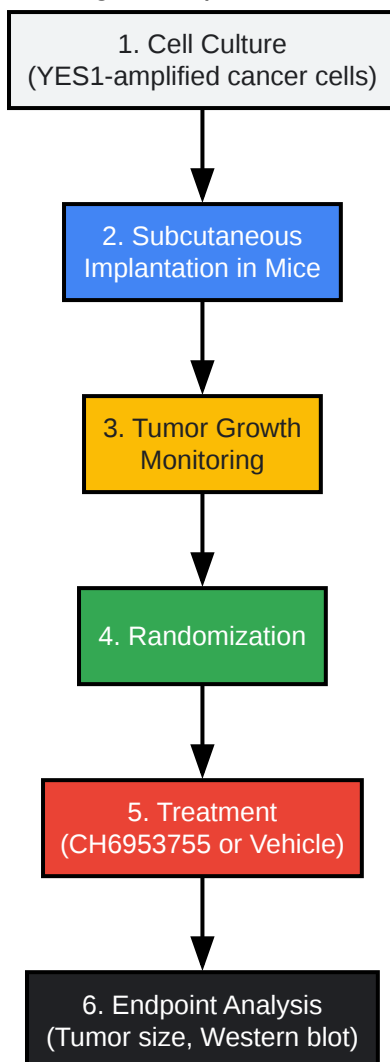 1. Cell Culture
(YES1-amplified cancer cells)
2. Subcutaneous
Implantation in Mice
3. Tumor Growth
Monitoring
4. Randomization
5. Treatment
(CH6953755 or Vehicle)
6. Endpoint Analysis
(Tumor size, Western blot)